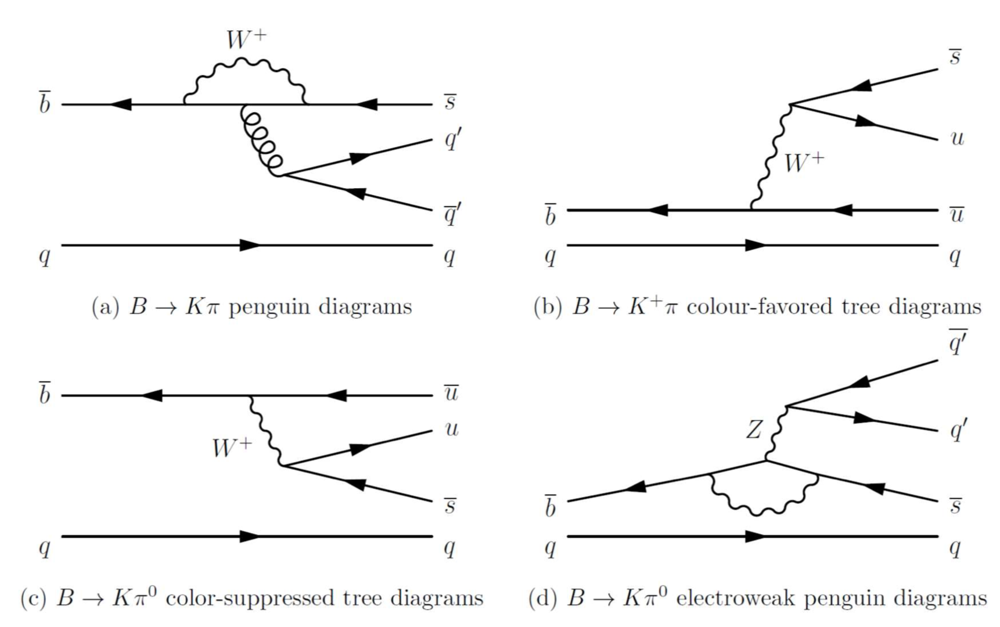 W⁺
b̅
s̅
q′
q̅′
q
q
(a) B → Kπ penguin diagrams
s̅
u
W⁺
b̅
u̅
q
q
(b) B → K⁺π colour-favored tree diagrams
b̅
u̅
u
W⁺
s̅
q
q
(c) B → Kπ⁰ color-suppressed tree diagrams
q̅′
Z
q′
b̅
s̅
q
q
(d) B → Kπ⁰ electroweak penguin diagrams